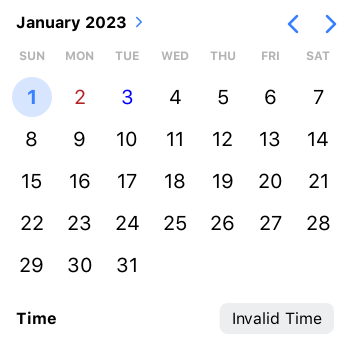 January 2023
SUN MON TUE WED THU FRI SAT
1 2 3 4 5 6 7
8 9 10 11 12 13 14
15 16 17 18 19 20 21
22 23 24 25 26 27 28
29 30 31
Time Invalid Time